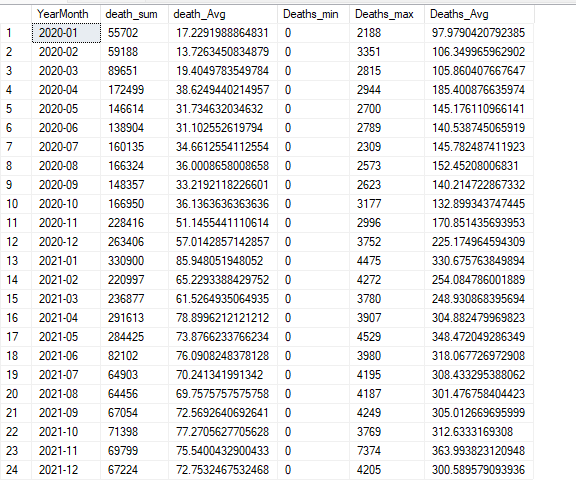 YearMonth death_sum death_Avg Deaths_min Deaths_max Deaths_Avg
1 2020-01 55702 17.2291988864831 0 2188 97.9790420792385
2 2020-02 59188 13.7263450834879 0 3351 106.349965962902
3 2020-03 89651 19.4049783549784 0 2815 105.860407667647
4 2020-04 172499 38.6249440214957 0 2944 185.400876635974
5 2020-05 146614 31.734632034632 0 2700 145.176110966141
6 2020-06 138904 31.102552619794 0 2789 140.538745065919
7 2020-07 160135 34.6612554112554 0 2309 145.782487411923
8 2020-08 166324 36.0008658008658 0 2573 152.45208006831
9 2020-09 148357 33.2192118226601 0 2623 140.214722867332
10 2020-10 166950 36.1363636363636 0 3177 132.899343747445
11 2020-11 228416 51.1455441110614 0 2996 170.851435693953
12 2020-12 263406 57.0142857142857 0 3752 225.174964594309
13 2021-01 330900 85.948051948052 0 4475 330.675763849894
14 2021-02 220997 65.2293388429752 0 4272 254.084786001889
15 2021-03 236877 61.5264935064935 0 3780 248.930868395694
16 2021-04 291613 78.8996212121212 0 3907 304.882479969823
17 2021-05 284425 73.8766233766234 0 4529 348.472049286349
18 2021-06 82102 76.0908248378128 0 3980 318.067726972908
19 2021-07 64903 70.241341991342 0 4195 308.433295388062
20 2021-08 64456 69.7575757575758 0 4187 301.476758404423
21 2021-09 67054 72.5692640692641 0 4249 305.012669695999
22 2021-10 71398 77.2705627705628 0 3769 312.6333169308
23 2021-11 69799 75.5400432900433 0 7374 363.993823120948
24 2021-12 67224 72.7532467532468 0 4205 300.589579093936